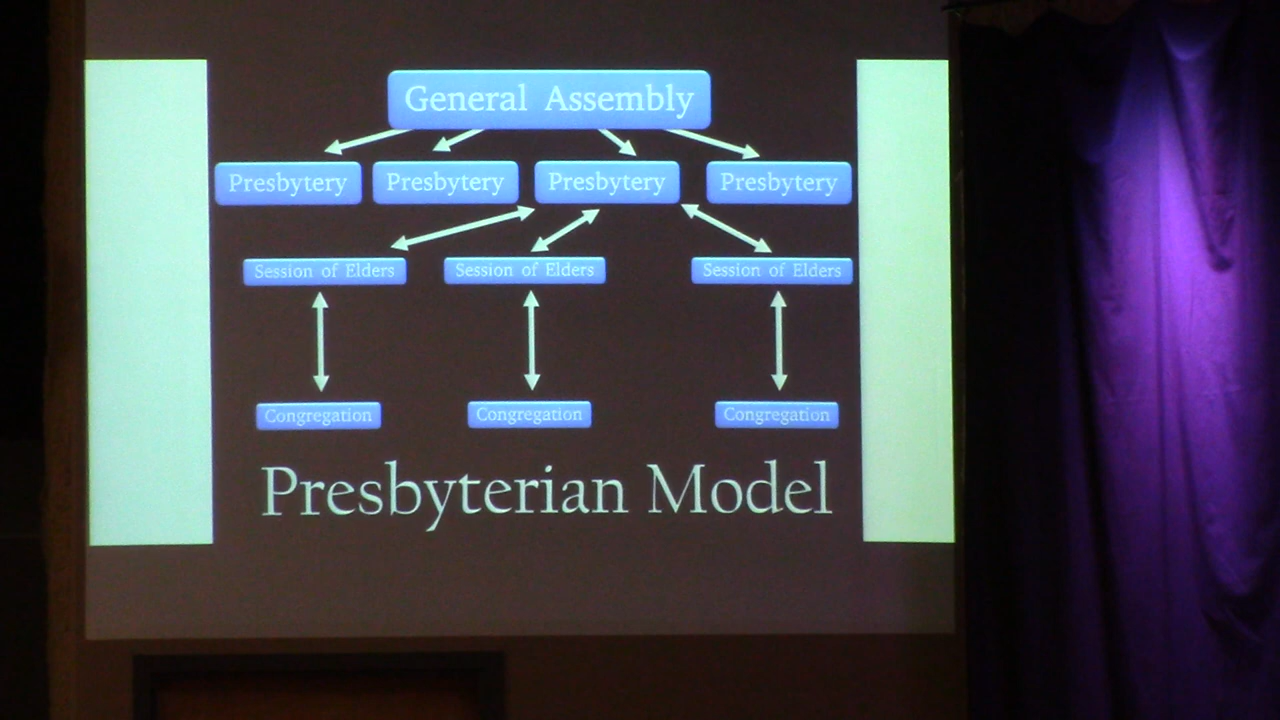 General Assembly
Presbytery Presbytery Presbytery Presbytery
Session of Elders Session of Elders Session of Elders
Congregation Congregation Congregation
Presbyterian Model